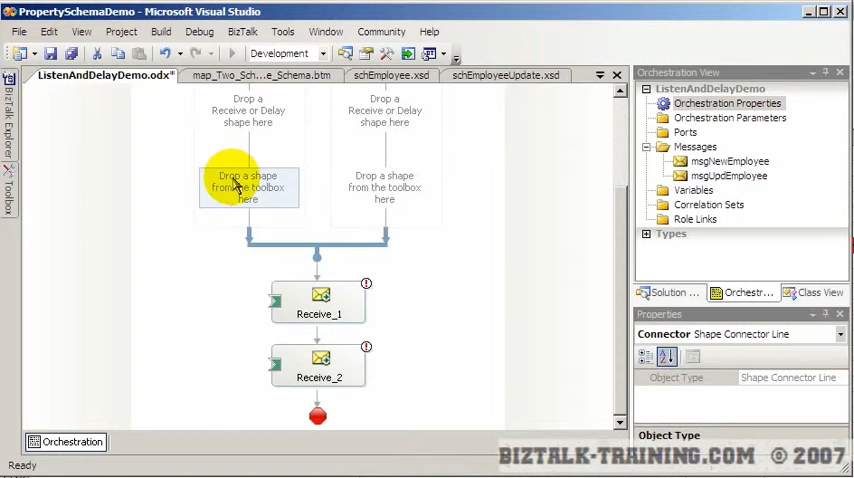 PropertySchemaDemo - Microsoft Visual Studio
File Edit View Project Build Debug BizTalk Tools Window Community Help
Development
ListenAndDelayDemo.odx* map_Two_Sch...e_Schema.btm schEmployee.xsd schEmployeeUpdate.xsd
BizTalk Explorer
Toolbox
Drop a
Receive or Delay
shape here
Drop a
Receive or Delay
shape here
Drop a shape
from the toolbox
here
Drop a shape
from the toolbox
here
Receive_1
Receive_2
Orchestration
Orchestration View
ListenAndDelayDemo
Orchestration Properties
Orchestration Parameters
Ports
Messages
msgNewEmployee
msgUpdEmployee
Variables
Correlation Sets
Role Links
Types
Solution ... Orchestr... Class View
Properties
Connector Shape Connector Line
Object Type Shape Connector Line
Object Type
Ready
BIZTALK-TRAINING.COM © 2007